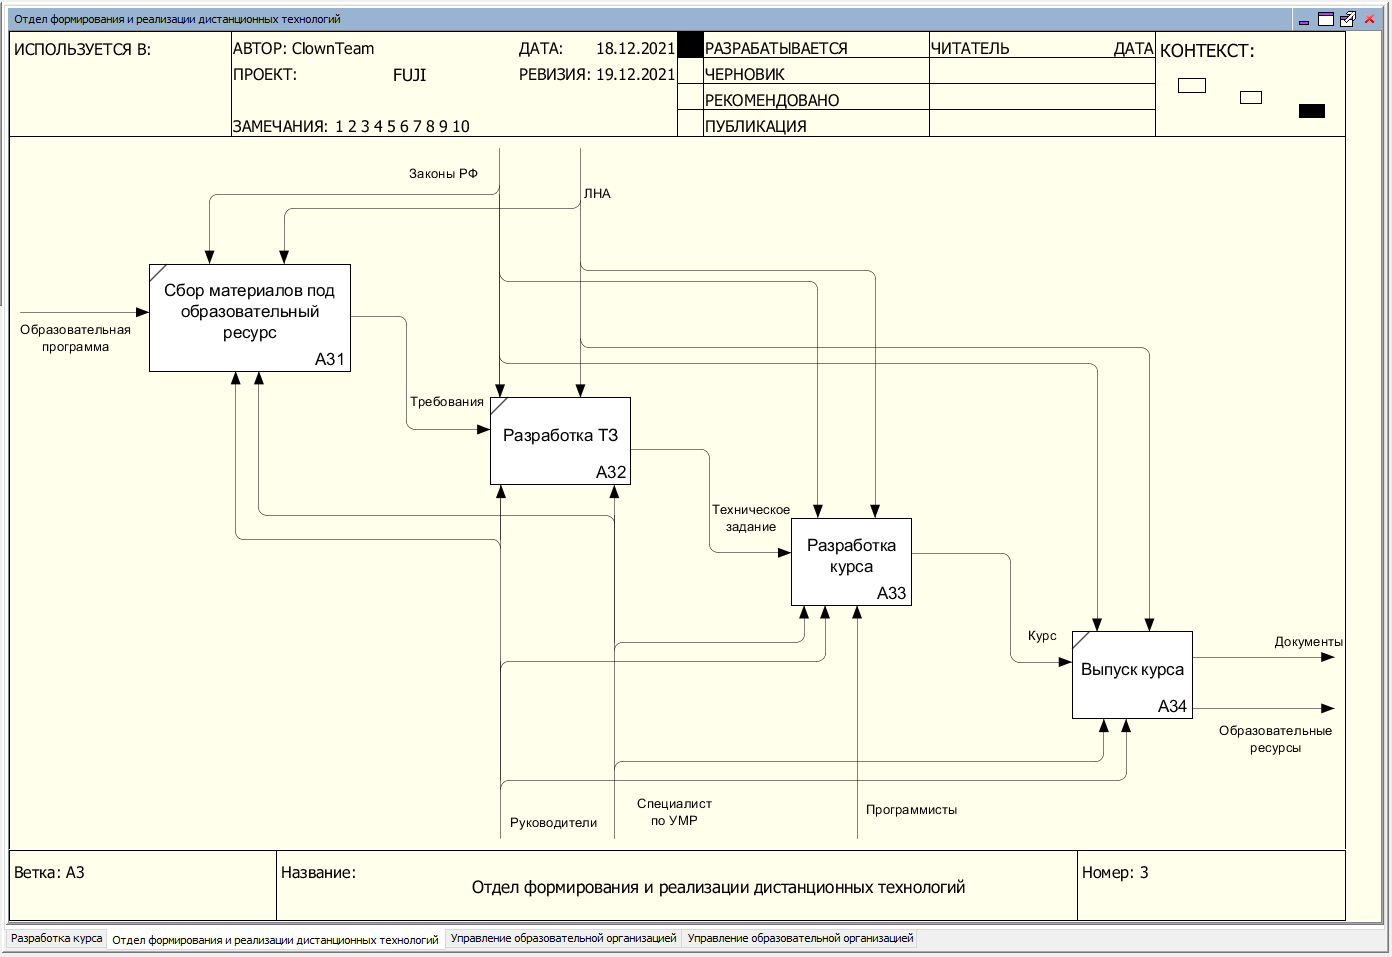 Отдел формирования и реализации дистанционных технологий
ИСПОЛЬЗУЕТСЯ В:
АВТОР: ClownTeam
ДАТА: 18.12.2021
ПРОЕКТ: FUJI
РЕВИЗИЯ: 19.12.2021
ЗАМЕЧАНИЯ: 1 2 3 4 5 6 7 8 9 10
РАЗРАБАТЫВАЕТСЯ
ЧЕРНОВИК
РЕКОМЕНДОВАНО
ПУБЛИКАЦИЯ
ЧИТАТЕЛЬ ДАТА
КОНТЕКСТ:
Законы РФ
ЛНА
Сбор материалов под
образовательный
ресурс
A31
Образовательная
программа
Требования
Разработка ТЗ
A32
Техническое
задание
Разработка
курса
A33
Курс
Выпуск курса
A34
Документы
Образовательные
ресурсы
Руководители
Специалист
по УМР
Программисты
Ветка: A3
Название:
Отдел формирования и реализации дистанционных технологий
Номер: 3
Разработка курса
Отдел формирования и реализации дистанционных технологий
Управление образовательной организацией
Управление образовательной организацией